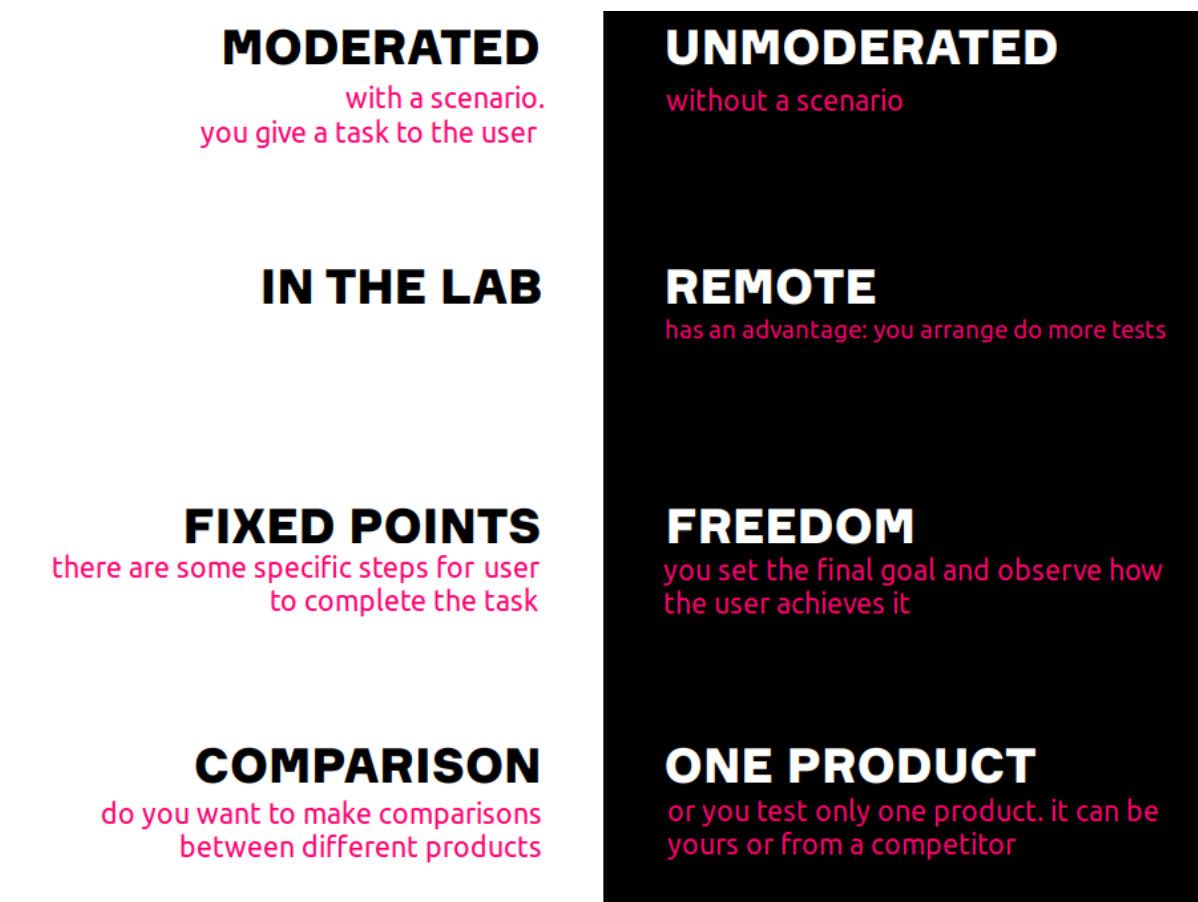 MODERATED
with a scenario.
you give a task to the user
UNMODERATED
without a scenario
IN THE LAB
REMOTE
has an advantage: you arrange do more tests
FIXED POINTS
there are some specific steps for user
to complete the task
FREEDOM
you set the final goal and observe how
the user achieves it
COMPARISON
do you want to make comparisons
between different products
ONE PRODUCT
or you test only one product. it can be
yours or from a competitor